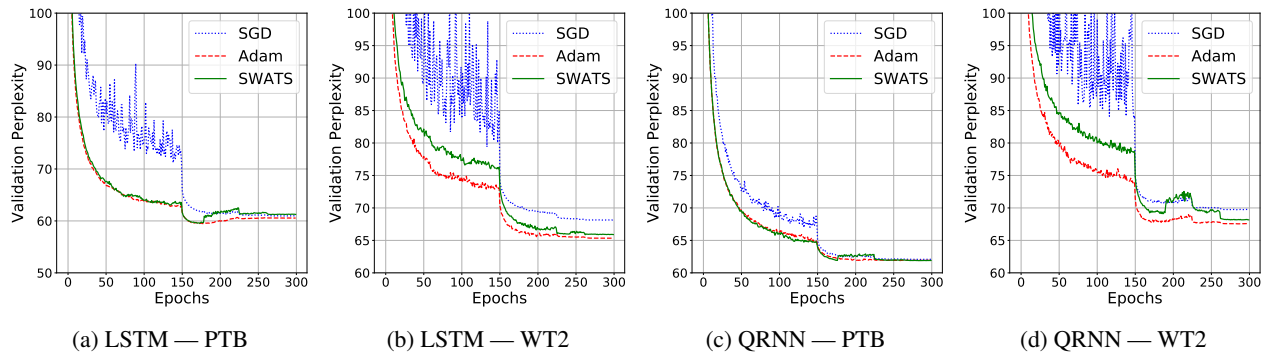 100
90
80
70
60
50
Validation Perplexity
0 50 100 150 200 250 300
Epochs
SGD
Adam
SWATS
(a) LSTM — PTB
100
95
90
85
80
75
70
65
60
Validation Perplexity
0 50 100 150 200 250 300
Epochs
SGD
Adam
SWATS
(b) LSTM — WT2
100
95
90
85
80
75
70
65
60
Validation Perplexity
0 50 100 150 200 250 300
Epochs
SGD
Adam
SWATS
(c) QRNN — PTB
100
95
90
85
80
75
70
65
60
Validation Perplexity
0 50 100 150 200 250 300
Epochs
SGD
Adam
SWATS
(d) QRNN — WT2